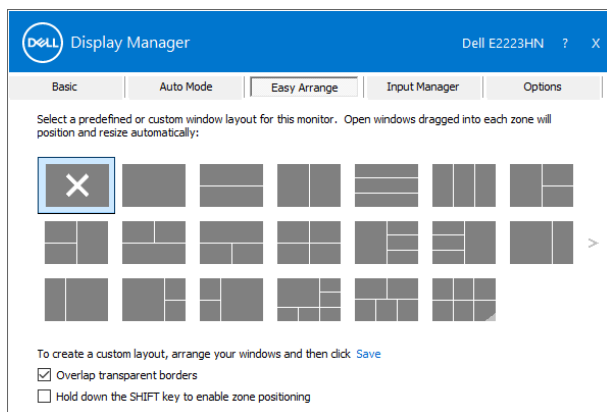 DELL Display Manager Dell E2223HN ? X
Basic Auto Mode Easy Arrange Input Manager Options
Select a predefined or custom window layout for this monitor. Open windows dragged into each zone will
position and resize automatically:
>
To create a custom layout, arrange your windows and then click Save
Overlap transparent borders
Hold down the SHIFT key to enable zone positioning